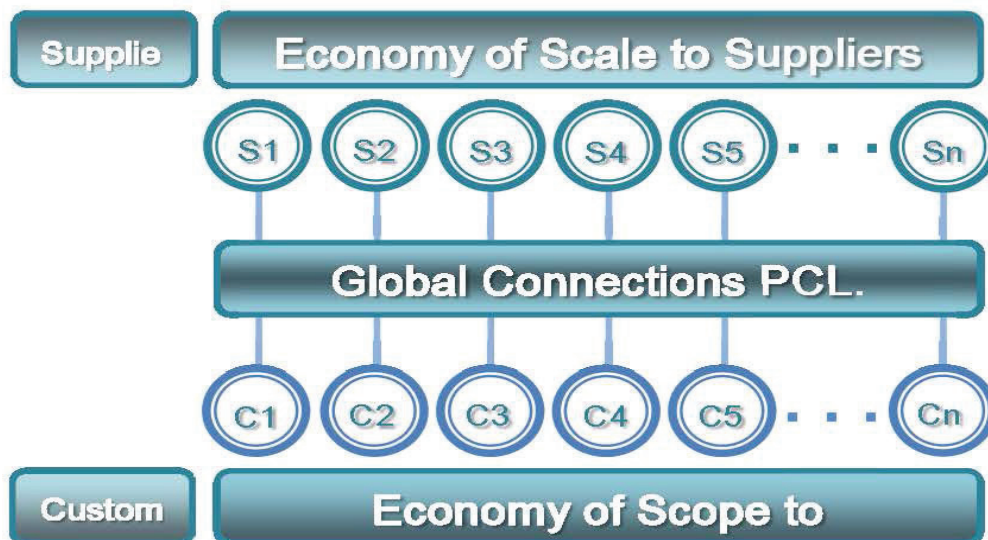 Supplie
Economy of Scale to Suppliers
S1 S2 S3 S4 S5 . . . Sn
Global Connections PCL.
C1 C2 C3 C4 C5 . . . Cn
Custom
Economy of Scope to